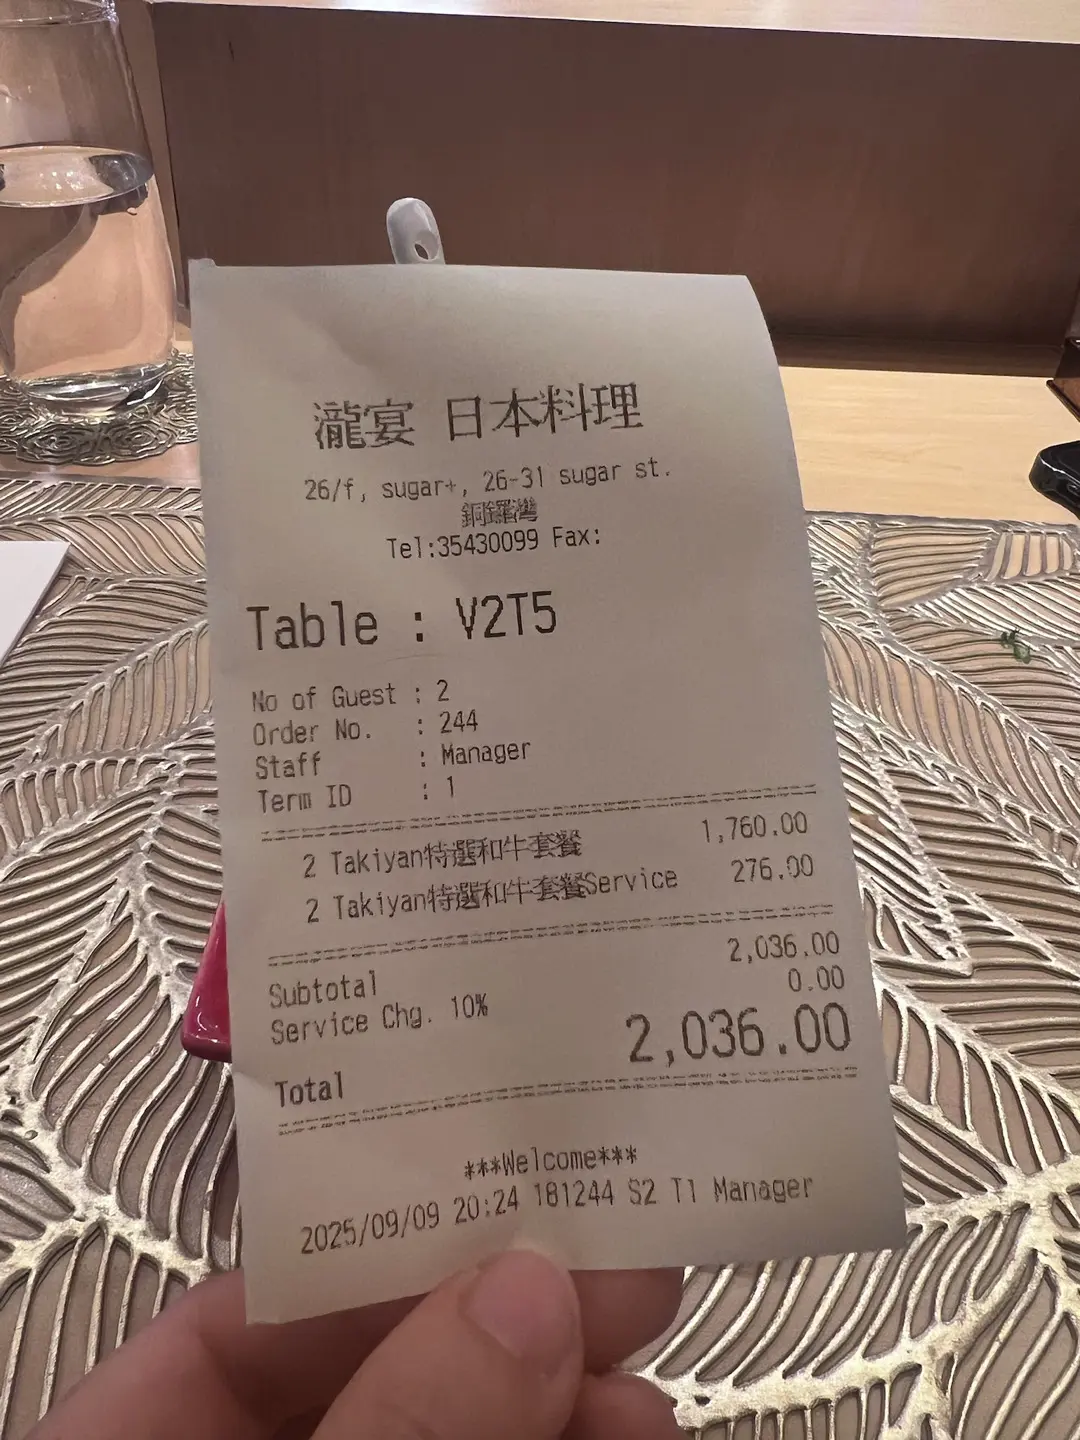 瀧宴 日本料理
26/f, sugar+, 26-31 sugar st.
銅鑼灣
Tel:35430099 Fax:
Table : V2T5
No of Guest : 2
Order No. : 244
Staff : Manager
Term ID : 1
2 Takiyan特選和牛套餐 1,760.00
2 Takiyan特選和牛套餐Service 276.00
Subtotal 2,036.00
Service Chg. 10% 0.00
Total 2,036.00
***Welcome***
2025/09/09 20:24 181244 S2 T1 Manager